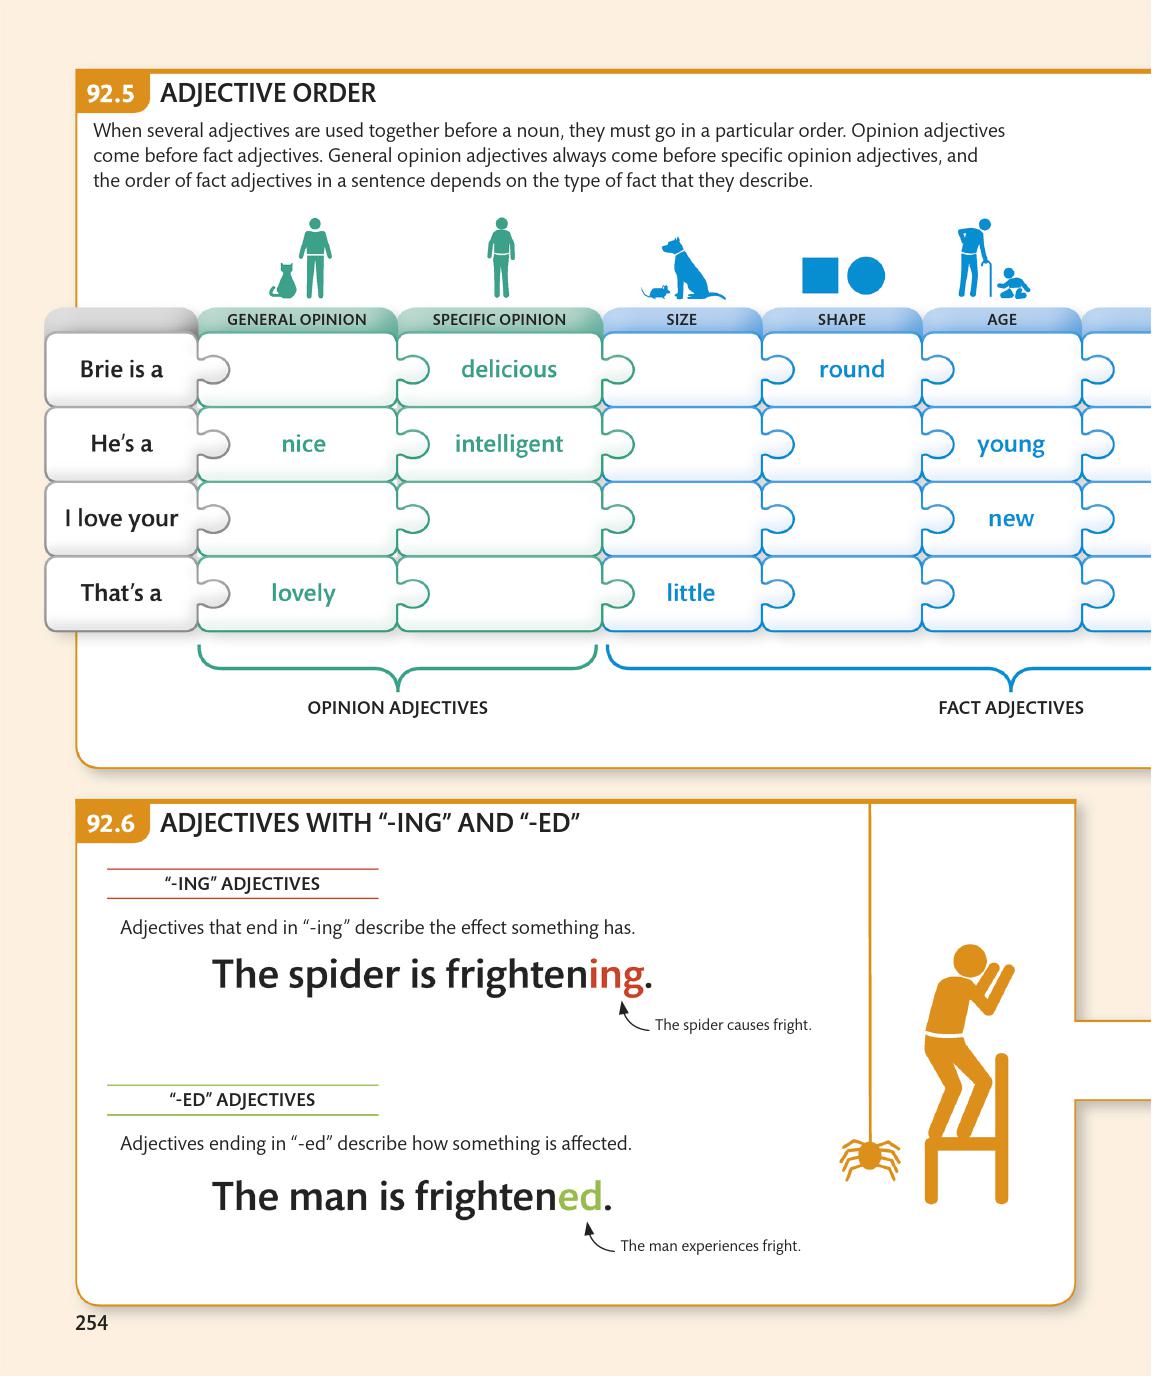 92.5 ADJECTIVE ORDER
When several adjectives are used together before a noun, they must go in a particular order. Opinion adjectives
come before fact adjectives. General opinion adjectives always come before specific opinion adjectives, and
the order of fact adjectives in a sentence depends on the type of fact that they describe.
GENERAL OPINION SPECIFIC OPINION SIZE SHAPE AGE
Brie is a delicious round
He’s a nice intelligent young
I love your new
That’s a lovely little
OPINION ADJECTIVES FACT ADJECTIVES
92.6 ADJECTIVES WITH “-ING” AND “-ED”
“-ING” ADJECTIVES
Adjectives that end in “-ing” describe the effect something has.
The spider is frightening.
The spider causes fright.
“-ED” ADJECTIVES
Adjectives ending in “-ed” describe how something is affected.
The man is frightened.
The man experiences fright.
254